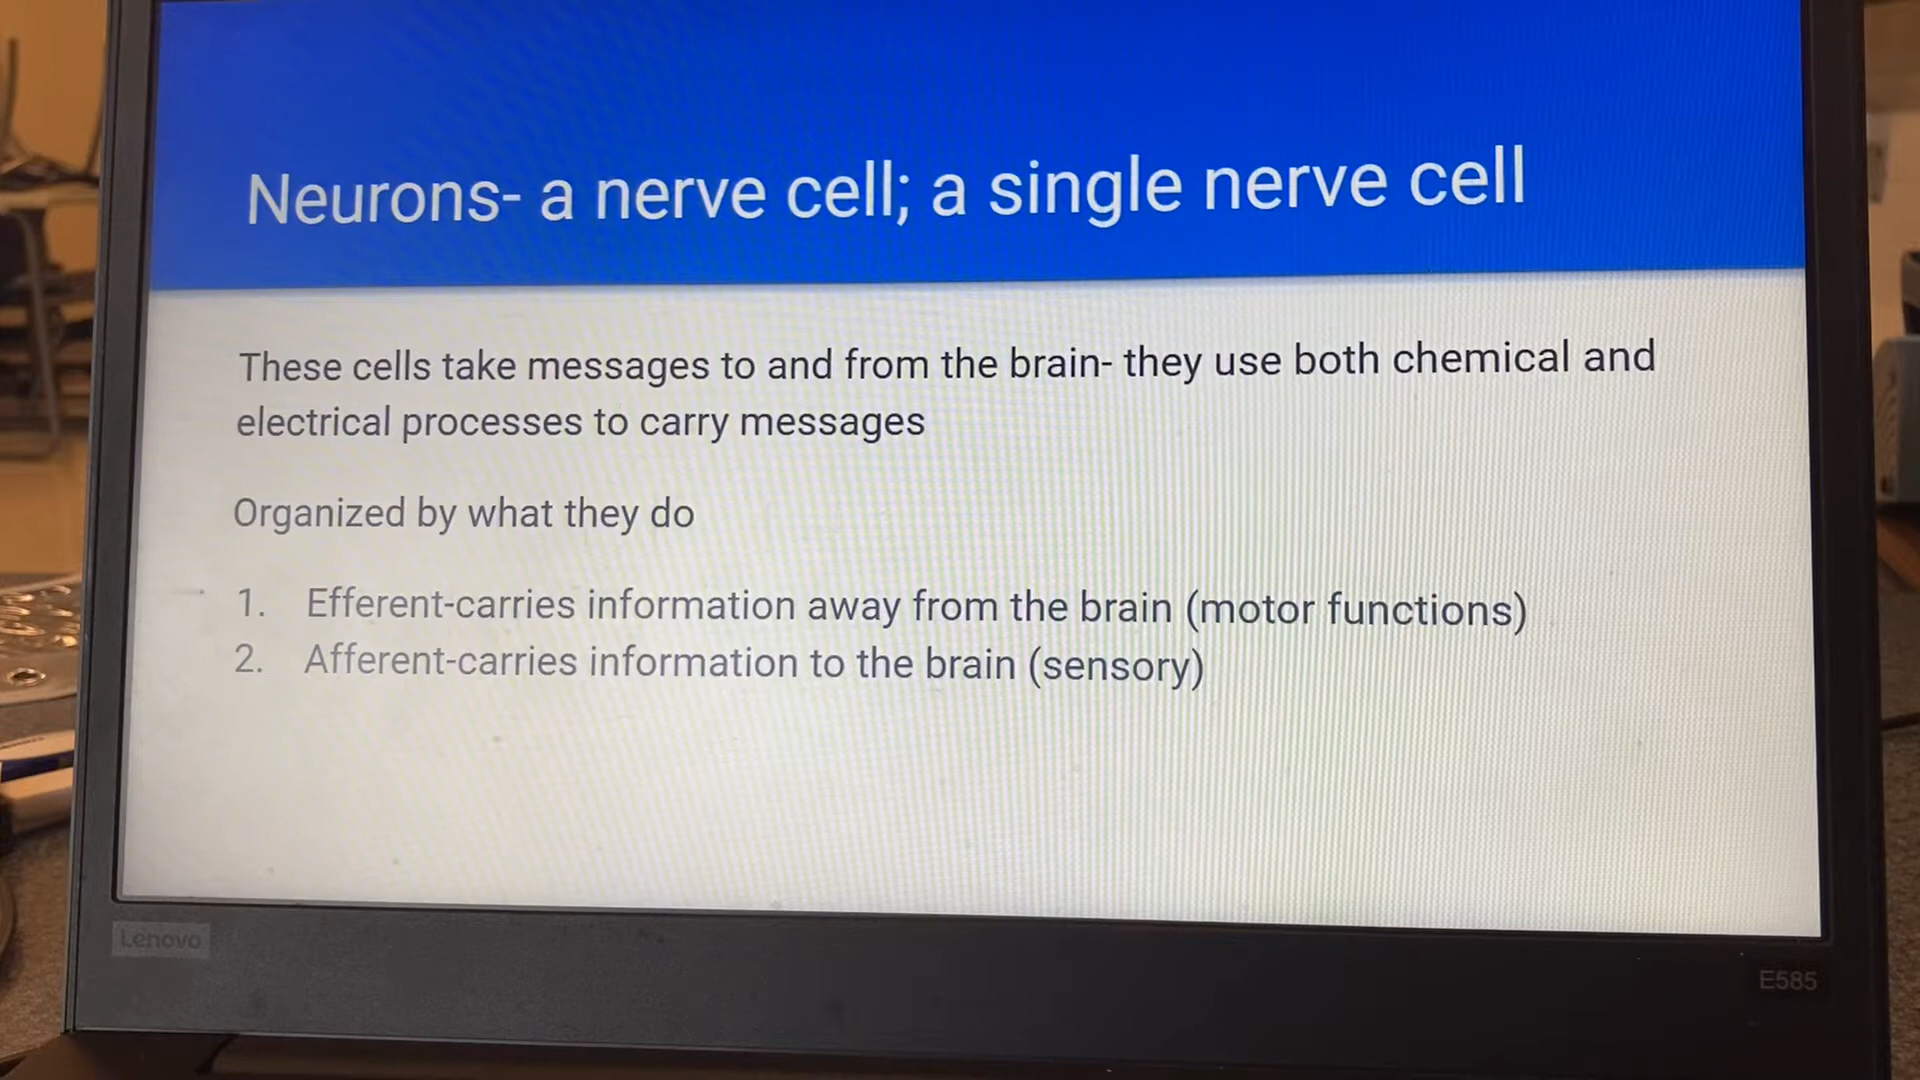 Neurons- a nerve cell; a single nerve cell
These cells take messages to and from the brain- they use both chemical and
electrical processes to carry messages
Organized by what they do
1. Efferent-carries information away from the brain (motor functions)
2. Afferent-carries information to the brain (sensory)
Lenovo
E585